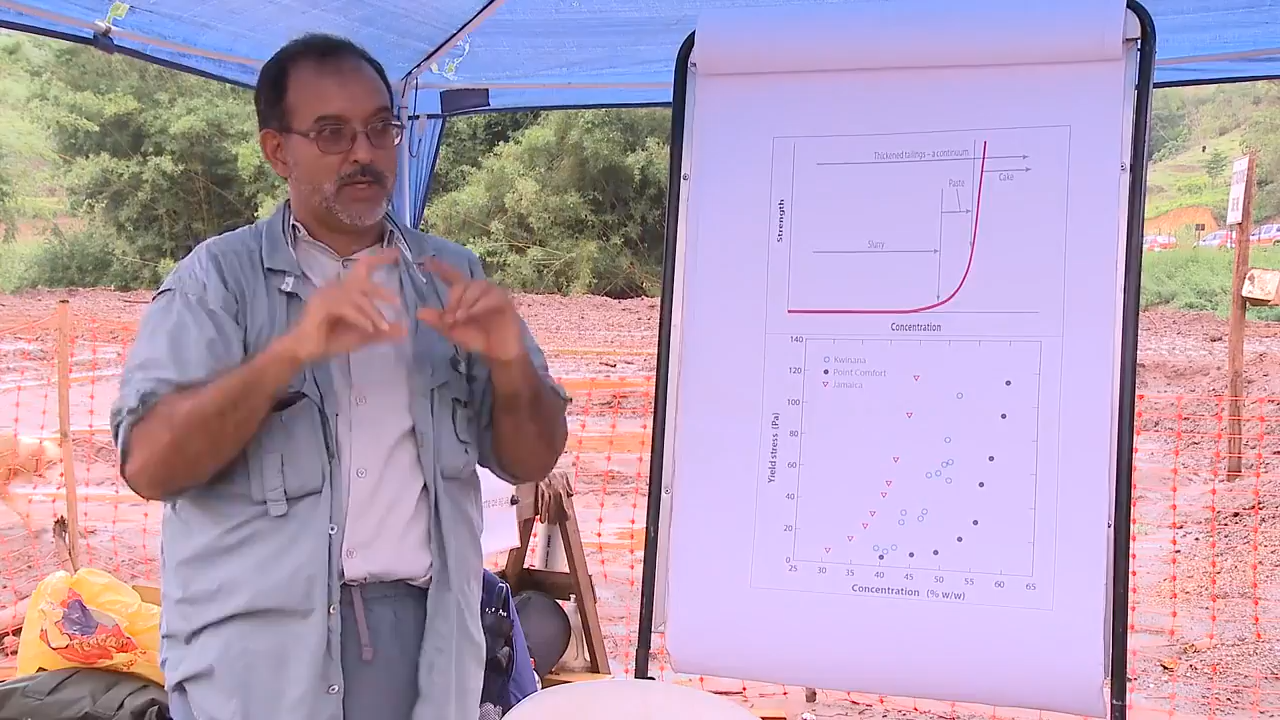 Thickened tailings – a continuum
Paste
Cake
Slurry
Strength
Concentration
140
120
100
80
60
40
20
0
Kwinana
Point Comfort
Jamaica
Yield stress (Pa)
25
30
35
40
45
50
55
60
65
Concentration (% w/w)